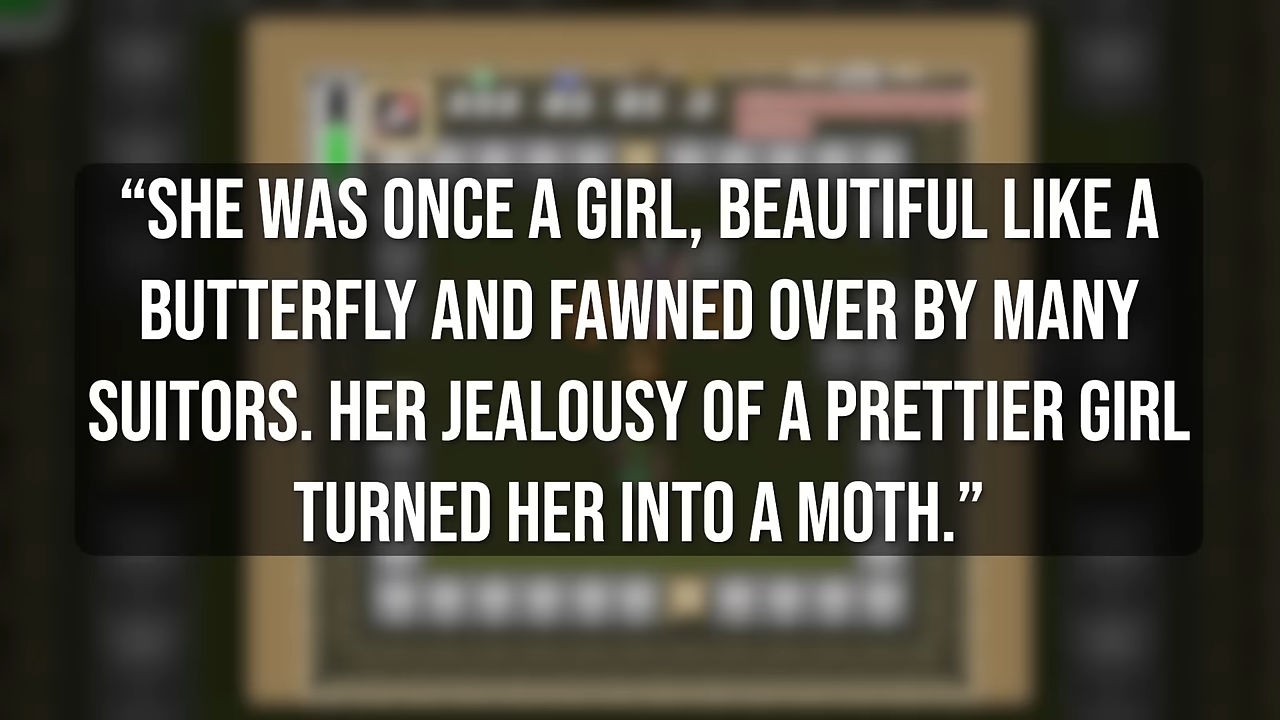 “SHE WAS ONCE A GIRL, BEAUTIFUL LIKE A
BUTTERFLY AND FAWNED OVER BY MANY
SUITORS. HER JEALOUSY OF A PRETTIER GIRL
TURNED HER INTO A MOTH.”